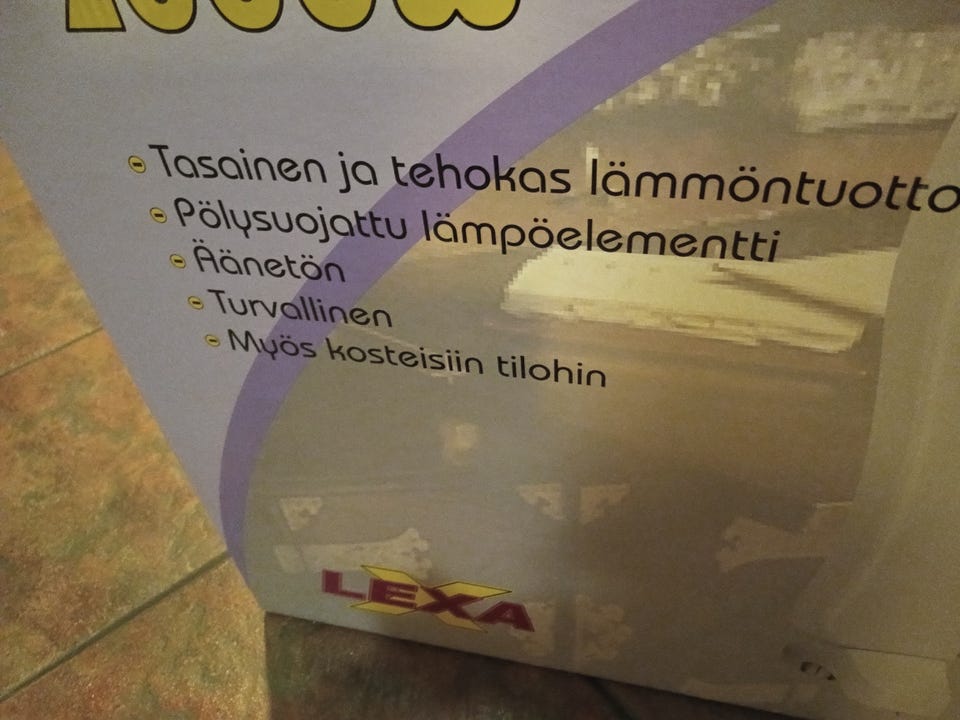 Tasainen ja tehokas lämmöntuotto
Pölysuojattu lämpöelementti
Äänetön
Turvallinen
Myös kosteisiin tilohin
LEXA